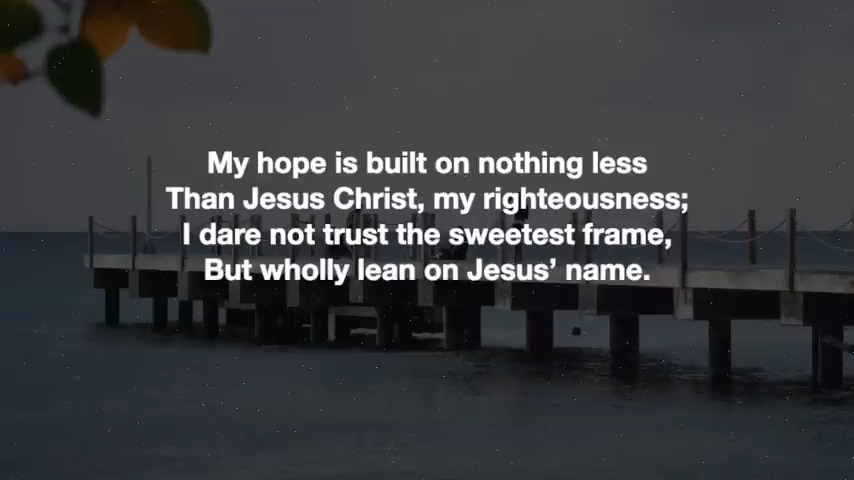 My hope is built on nothing less
Than Jesus Christ, my righteousness;
I dare not trust the sweetest frame,
But wholly lean on Jesus’ name.